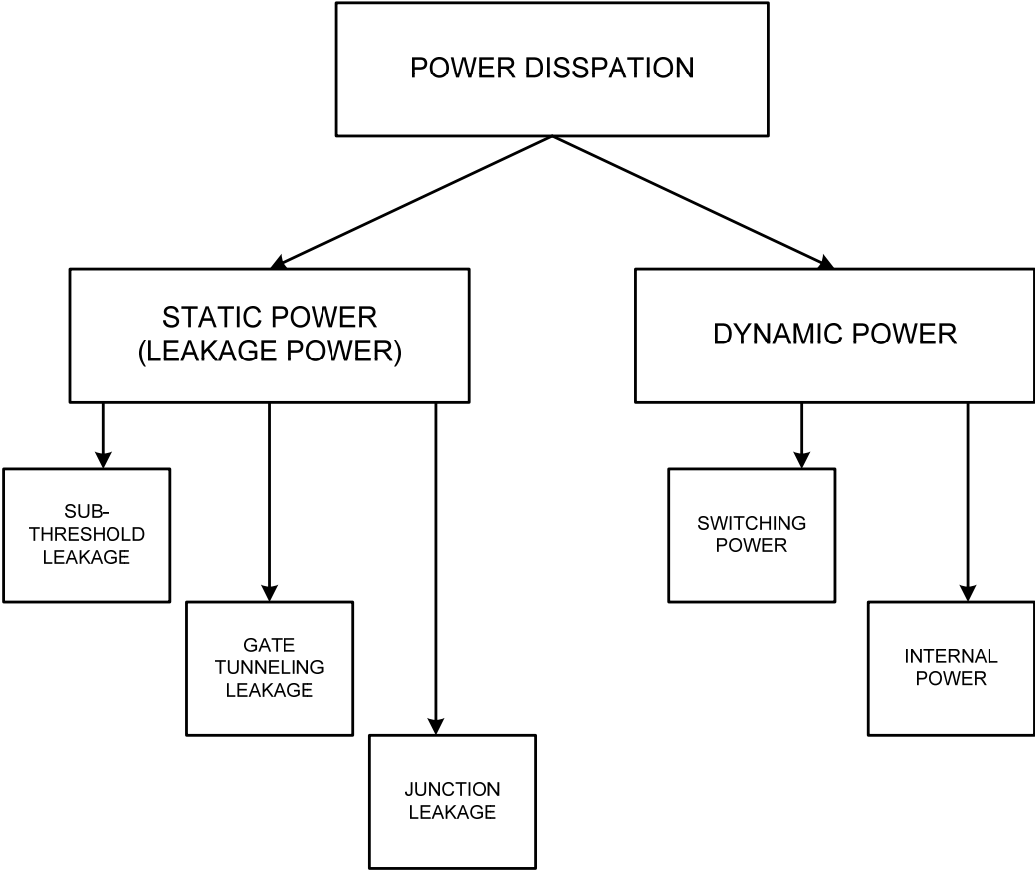 POWER DISSPATION
STATIC POWER
(LEAKAGE POWER)
DYNAMIC POWER
SUB-
THRESHOLD
LEAKAGE
SWITCHING
POWER
GATE
TUNNELING
LEAKAGE
INTERNAL
POWER
JUNCTION
LEAKAGE